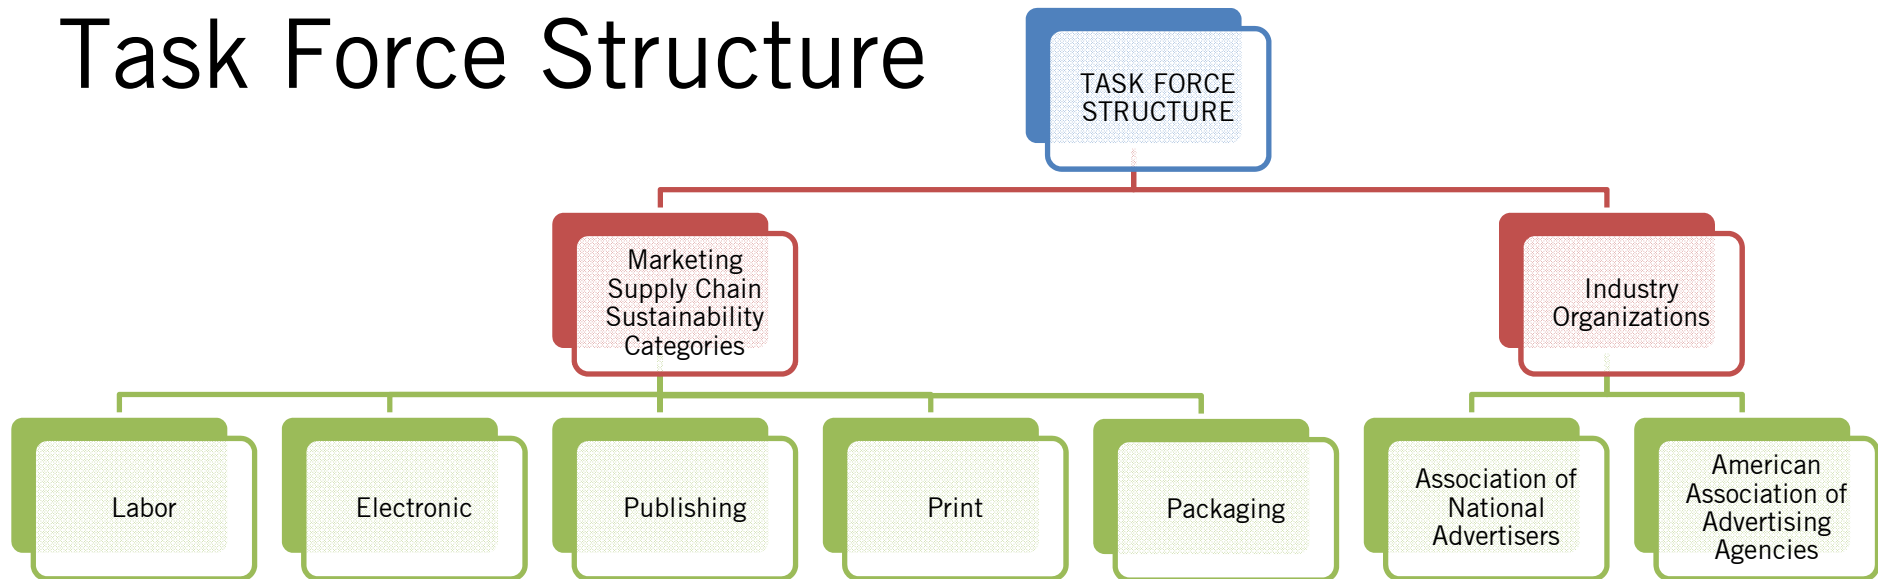 Task Force Structure
TASK FORCE
STRUCTURE
Marketing
Supply Chain
Sustainability
Categories
Industry
Organizations
Labor
Electronic
Publishing
Print
Packaging
Association of
National
Advertisers
American
Association of
Advertising
Agencies